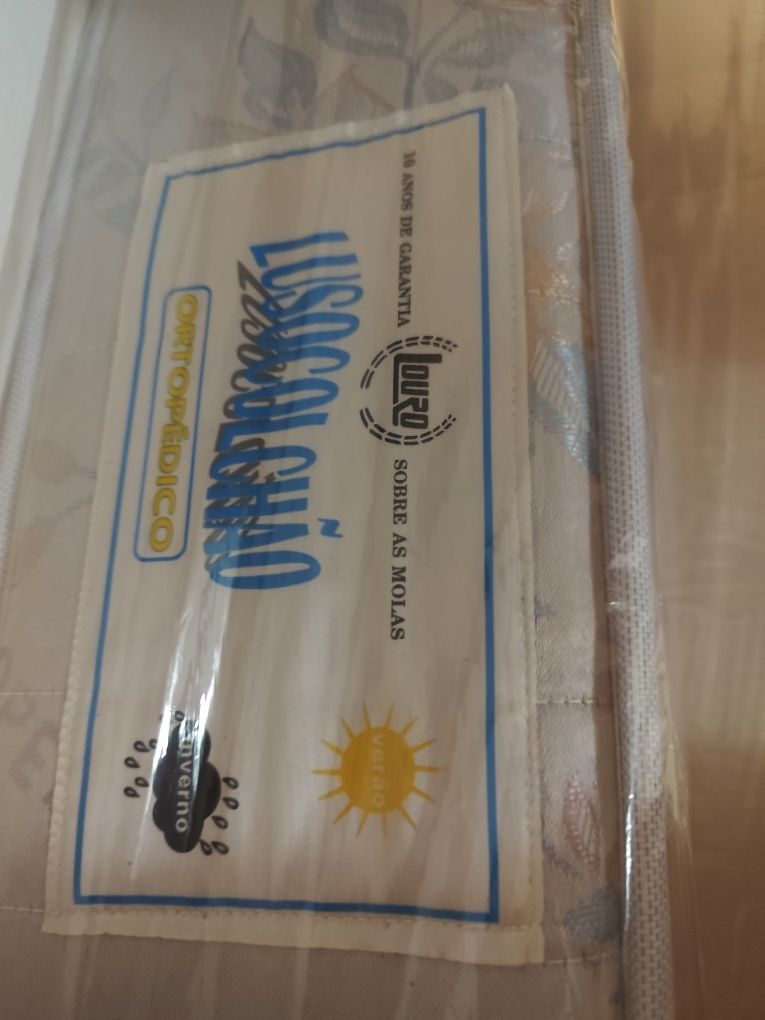 10 ANOS DE GARANTIA LOURO SOBRE AS MOLAS
LUSOCOLCHÃO
ORTOPÉDICO
verão
inverno